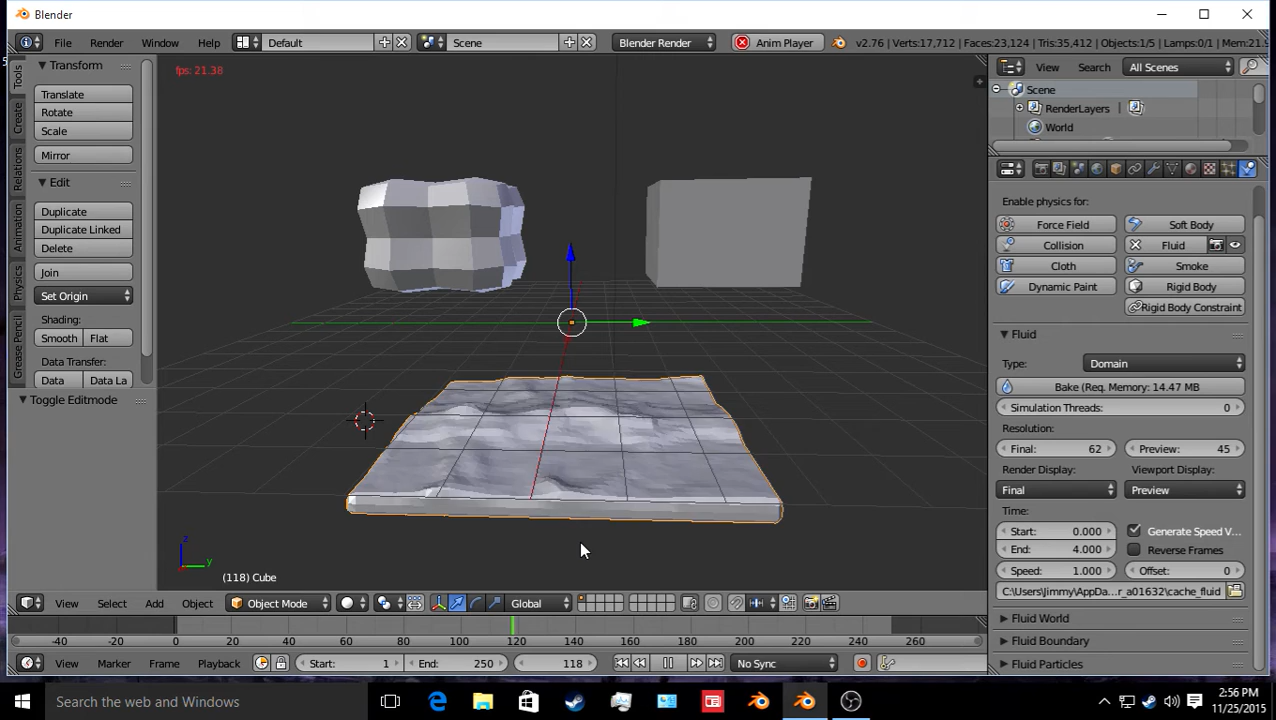 Blender
File Render Window Help Default Scene Blender Render Anim Player v2.76 | Verts:17,712 | Faces:23,124 | Tris:35,412 | Objects:1/5 | Lamps:0/1 |
fps: 21.38
Tools
Create
Relations
Animation
Physics
Grease Pencil
Transform
Translate
Rotate
Scale
Mirror
Edit
Duplicate
Duplicate Linked
Delete
Join
Set Origin
Shading:
Smooth Flat
Data Transfer:
Data Data La
Toggle Editmode
z
y
(118) Cube
View Select Add Object Object Mode Global
-40 -20 0 20 40 60 80 100 120 140 160 180 200 220 240 260
View Marker Frame Playback Start: 1 End: 250 118 No Sync
View Search All Scenes
Scene
RenderLayers
World
Enable physics for:
Force Field Soft Body
Collision Fluid
Cloth Smoke
Dynamic Paint Rigid Body
Rigid Body Constraint
Fluid
Type: Domain
Bake (Req. Memory: 14.47 MB
Simulation Threads: 0
Resolution:
Final: 62 Preview: 45
Render Display: Viewport Display:
Final Preview
Time:
Start: 0.000 Generate Speed V...
End: 4.000 Reverse Frames
Speed: 1.000 Offset: 0
C:\Users\Jimmy\AppDa...r_a01632\cache_fluid
Fluid World
Fluid Boundary
Fluid Particles
Search the web and Windows
2:56 PM
11/25/2015